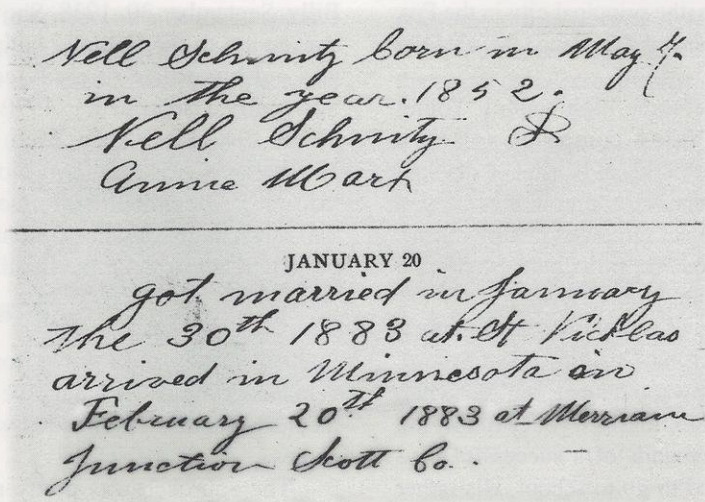 Nell Schmitz born in May 7.
in the year. 1852.
Nell Schmitz &
Annie Marx
JANUARY 20
got married in January
the 30th 1883 at. St Nicklas
arrived in Minnesota on
February 20th 1883 at Merriam
Junction Scott Co.